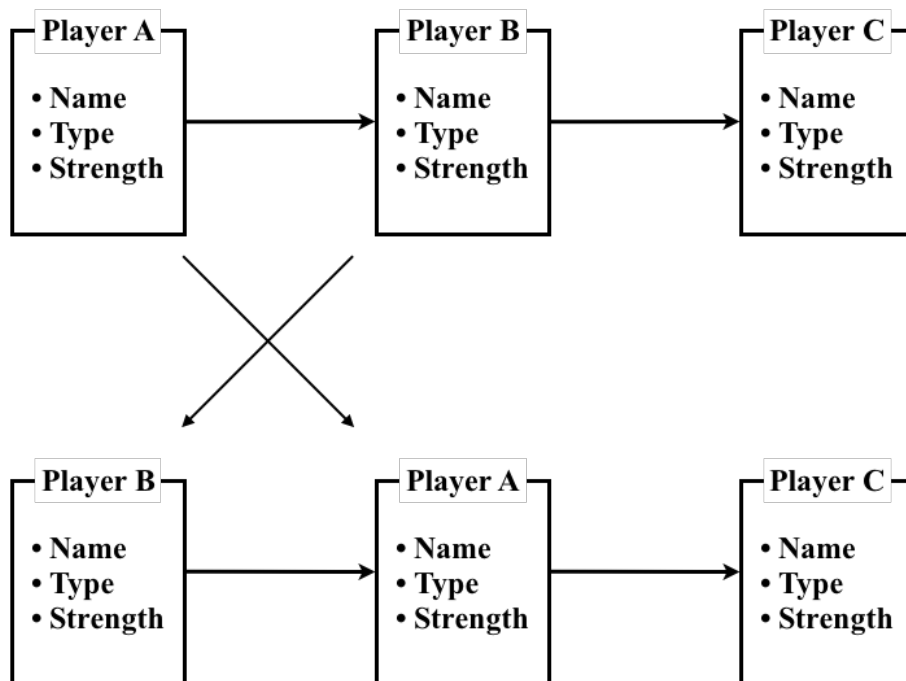 Player A
• Name
• Type
• Strength
Player B
• Name
• Type
• Strength
Player C
• Name
• Type
• Strength
Player B
• Name
• Type
• Strength
Player A
• Name
• Type
• Strength
Player C
• Name
• Type
• Strength